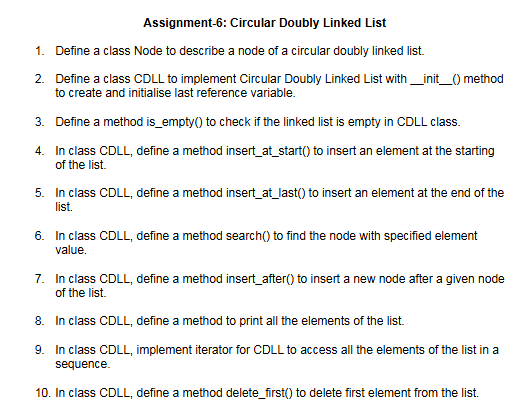 Assignment-6: Circular Doubly Linked List
1. Define a class Node to describe a node of a circular doubly linked list.
2. Define a class CDLL to implement Circular Doubly Linked List with __init__() method
to create and initialise last reference variable.
3. Define a method is_empty() to check if the linked list is empty in CDLL class.
4. In class CDLL, define a method insert_at_start() to insert an element at the starting
of the list.
5. In class CDLL, define a method insert_at_last() to insert an element at the end of the
list.
6. In class CDLL, define a method search() to find the node with specified element
value.
7. In class CDLL, define a method insert_after() to insert a new node after a given node
of the list.
8. In class CDLL, define a method to print all the elements of the list.
9. In class CDLL, implement iterator for CDLL to access all the elements of the list in a
sequence.
10. In class CDLL, define a method delete_first() to delete first element from the list.